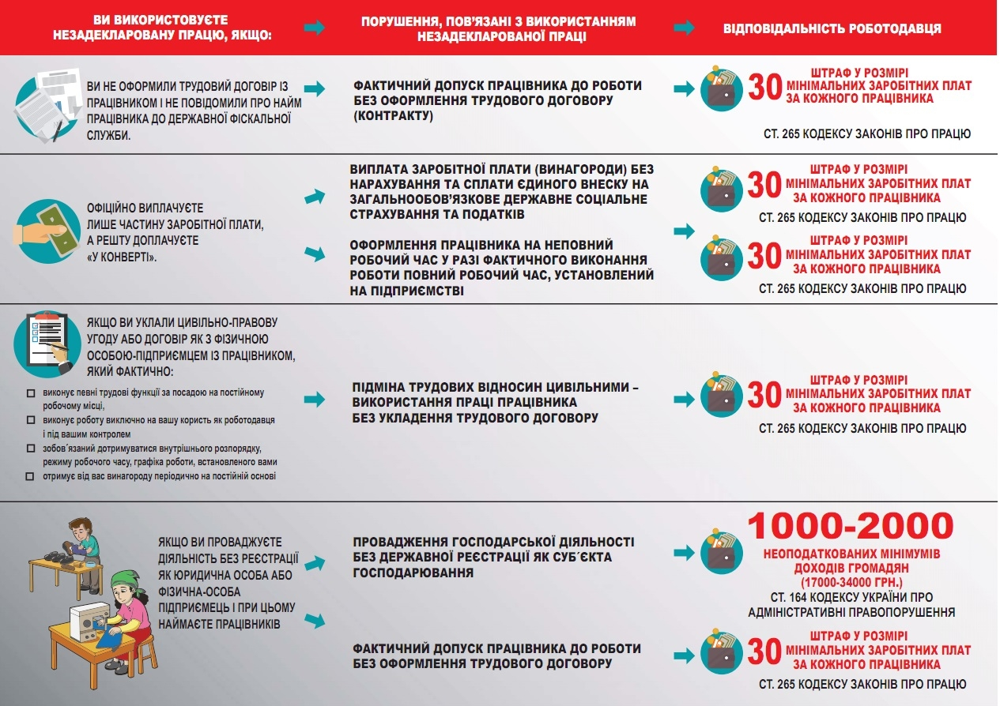 ВИ ВИКОРИСТОВУЄТЕ
НЕЗАДЕКЛАРОВАНУ ПРАЦЮ, ЯКЩО:
ПОРУШЕННЯ, ПОВ’ЯЗАНІ З ВИКОРИСТАННЯМ
НЕЗАДЕКЛАРОВАНОЇ ПРАЦІ
ВІДПОВІДАЛЬНІСТЬ РОБОТОДАВЦЯ
ВИ НЕ ОФОРМИЛИ ТРУДОВИЙ ДОГОВІР ІЗ
ПРАЦІВНИКОМ І НЕ ПОВІДОМИЛИ ПРО НАЙМ
ПРАЦІВНИКА ДО ДЕРЖАВНОЇ ФІСКАЛЬНОЇ
СЛУЖБИ.
ФАКТИЧНИЙ ДОПУСК ПРАЦІВНИКА ДО РОБОТИ
БЕЗ ОФОРМЛЕННЯ ТРУДОВОГО ДОГОВОРУ
(КОНТРАКТУ)
ШТРАФ У РОЗМІРІ
30 МІНІМАЛЬНИХ ЗАРОБІТНИХ ПЛАТ
ЗА КОЖНОГО ПРАЦІВНИКА
СТ. 265 КОДЕКСУ ЗАКОНІВ ПРО ПРАЦЮ
ОФІЦІЙНО ВИПЛАЧУЄТЕ
ЛИШЕ ЧАСТИНУ ЗАРОБІТНОЇ ПЛАТИ,
А РЕШТУ ДОПЛАЧУЄТЕ
«У КОНВЕРТІ».
ВИПЛАТА ЗАРОБІТНОЇ ПЛАТИ (ВИНАГОРОДИ) БЕЗ
НАРАХУВАННЯ ТА СПЛАТИ ЄДИНОГО ВНЕСКУ НА
ЗАГАЛЬНООБОВ’ЯЗКОВЕ ДЕРЖАВНЕ СОЦІАЛЬНЕ
СТРАХУВАННЯ ТА ПОДАТКІВ
ШТРАФ У РОЗМІРІ
30 МІНІМАЛЬНИХ ЗАРОБІТНИХ ПЛАТ
ЗА КОЖНОГО ПРАЦІВНИКА
СТ. 265 КОДЕКСУ ЗАКОНІВ ПРО ПРАЦЮ
ОФОРМЛЕННЯ ПРАЦІВНИКА НА НЕПОВНИЙ
РОБОЧИЙ ЧАС У РАЗІ ФАКТИЧНОГО ВИКОНАННЯ
РОБОТИ ПОВНИЙ РОБОЧИЙ ЧАС, УСТАНОВЛЕНИЙ
НА ПІДПРИЄМСТВІ
ШТРАФ У РОЗМІРІ
30 МІНІМАЛЬНИХ ЗАРОБІТНИХ ПЛАТ
ЗА КОЖНОГО ПРАЦІВНИКА
СТ. 265 КОДЕКСУ ЗАКОНІВ ПРО ПРАЦЮ
ЯКЩО ВИ УКЛАЛИ ЦИВІЛЬНО-ПРАВОВУ
УГОДУ АБО ДОГОВІР ЯК З ФІЗИЧНОЮ
ОСОБОЮ-ПІДПРИЄМЦЕМ ІЗ ПРАЦІВНИКОМ,
ЯКИЙ ФАКТИЧНО:
виконує певні трудові функції за посадою на постійному
робочому місці,
виконує роботу виключно на вашу користь як роботодавця
і під вашим контролем
зобов´язаний дотримуватися внутрішнього розпорядку,
режиму робочого часу, графіка роботи, встановленого вами
отримує від вас винагороду періодично на постійній основі
ПІДМІНА ТРУДОВИХ ВІДНОСИН ЦИВІЛЬНИМИ –
ВИКОРИСТАННЯ ПРАЦІ ПРАЦІВНИКА
БЕЗ УКЛАДЕННЯ ТРУДОВОГО ДОГОВОРУ
ШТРАФ У РОЗМІРІ
30 МІНІМАЛЬНИХ ЗАРОБІТНИХ ПЛАТ
ЗА КОЖНОГО ПРАЦІВНИКА
СТ. 265 КОДЕКСУ ЗАКОНІВ ПРО ПРАЦЮ
ЯКЩО ВИ ПРОВАДЖУЄТЕ
ДІЯЛЬНІСТЬ БЕЗ РЕЄСТРАЦІЇ
ЯК ЮРИДИЧНА ОСОБА АБО
ФІЗИЧНА-ОСОБА
ПІДПРИЄМЕЦЬ І ПРИ ЦЬОМУ
НАЙМАЄТЕ ПРАЦІВНИКІВ
ПРОВАДЖЕННЯ ГОСПОДАРСЬКОЇ ДІЯЛЬНОСТІ
БЕЗ ДЕРЖАВНОЇ РЕЄСТРАЦІЇ ЯК СУБ´ЄКТА
ГОСПОДАРЮВАННЯ
1000-2000
НЕОПОДАТКОВАНИХ МІНІМУМІВ
ДОХОДІВ ГРОМАДЯН
(17000-34000 ГРН.)
СТ. 164 КОДЕКСУ УКРАЇНИ ПРО
АДМІНІСТРАТИВНІ ПРАВОПОРУШЕННЯ
ФАКТИЧНИЙ ДОПУСК ПРАЦІВНИКА ДО РОБОТИ
БЕЗ ОФОРМЛЕННЯ ТРУДОВОГО ДОГОВОРУ
ШТРАФ У РОЗМІРІ
30 МІНІМАЛЬНИХ ЗАРОБІТНИХ ПЛАТ
ЗА КОЖНОГО ПРАЦІВНИКА
СТ. 265 КОДЕКСУ ЗАКОНІВ ПРО ПРАЦЮ